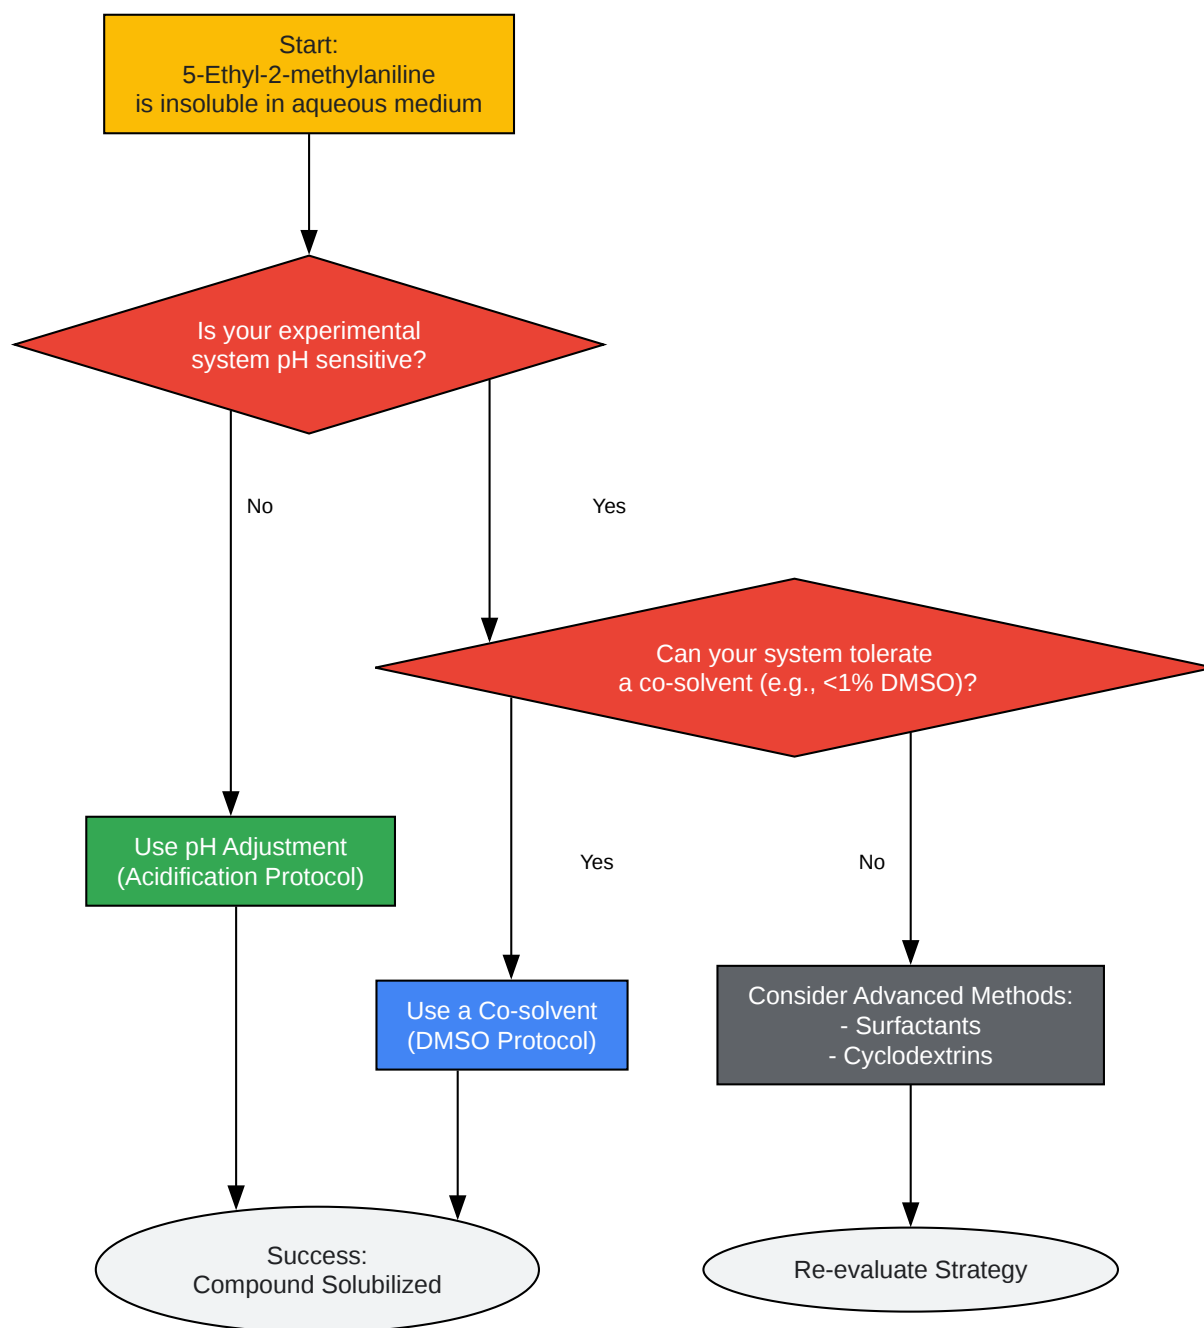 Start:
5-Ethyl-2-methylaniline
is insoluble in aqueous medium
Is your experimental
system pH sensitive?
No
Yes
Can your system tolerate
a co-solvent (e.g., <1% DMSO)?
Use pH Adjustment
(Acidification Protocol)
Yes
No
Use a Co-solvent
(DMSO Protocol)
Consider Advanced Methods:
- Surfactants
- Cyclodextrins
Success:
Compound Solubilized
Re-evaluate Strategy